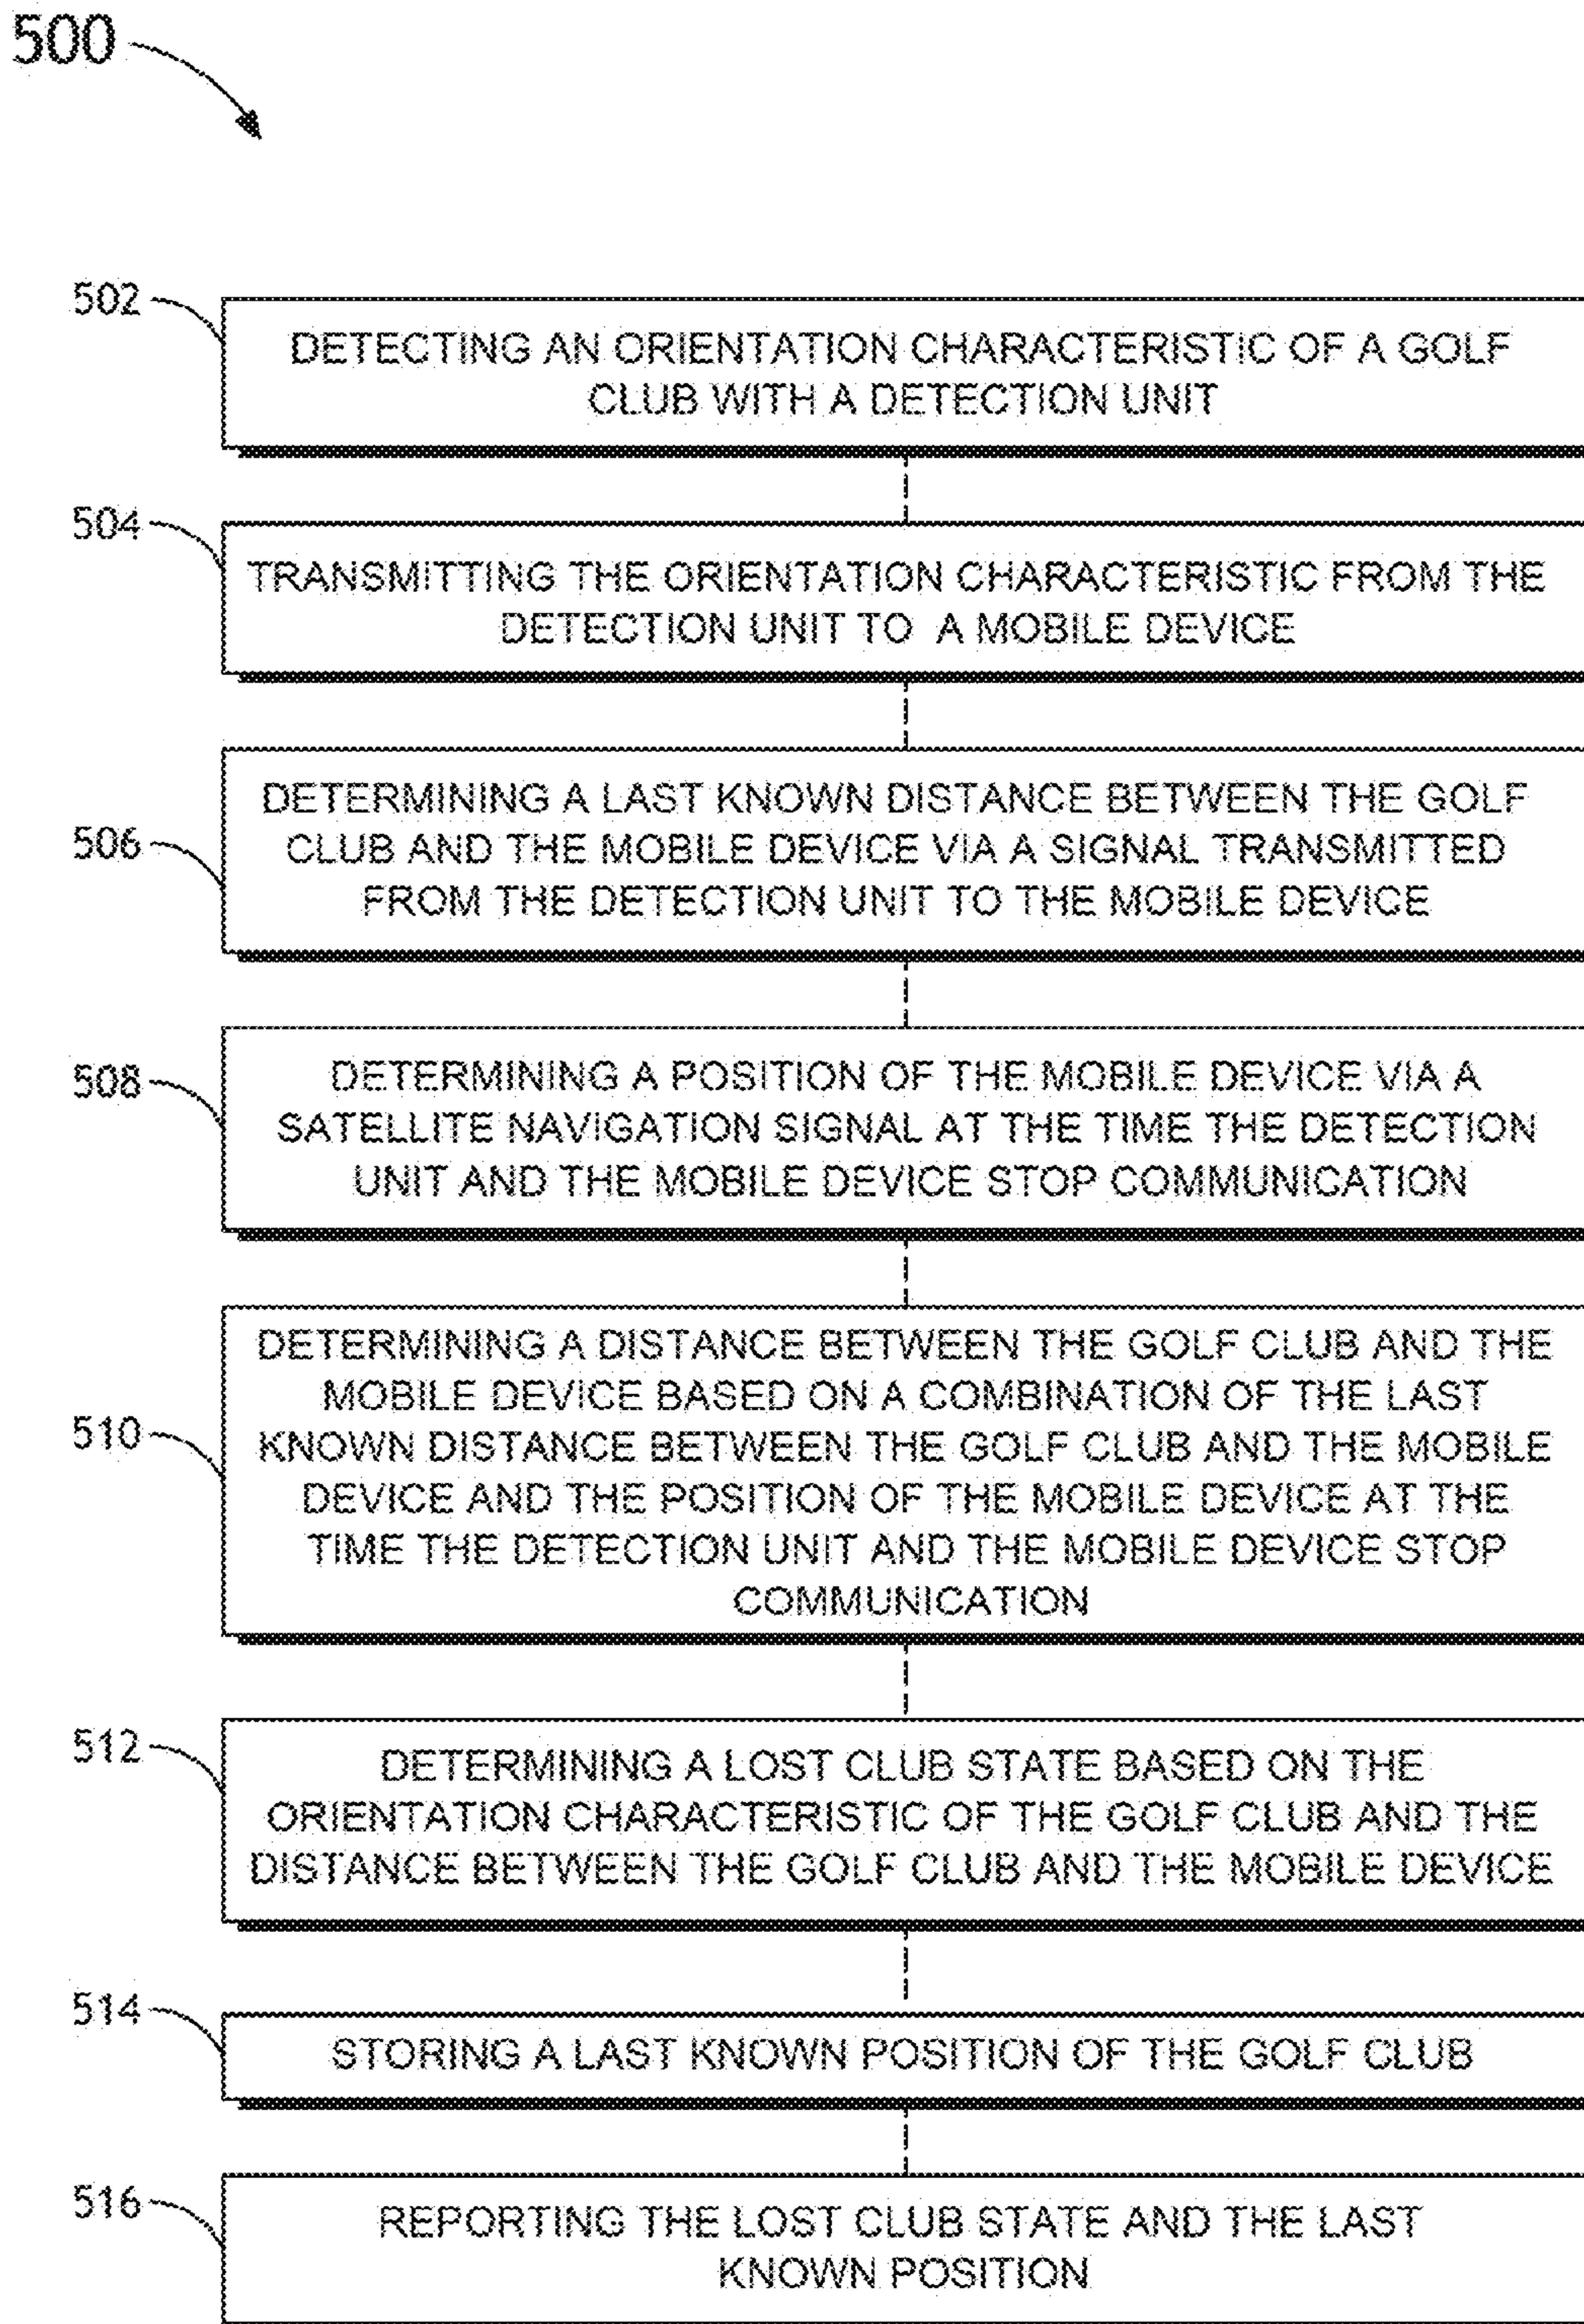 500
502
DETECTING AN ORIENTATION CHARACTERISTIC OF A GOLF
CLUB WITH A DETECTION UNIT
504
TRANSMITTING THE ORIENTATION CHARACTERISTIC FROM THE
DETECTION UNIT TO A MOBILE DEVICE
506
DETERMINING A LAST KNOWN DISTANCE BETWEEN THE GOLF
CLUB AND THE MOBILE DEVICE VIA A SIGNAL TRANSMITTED
FROM THE DETECTION UNIT TO THE MOBILE DEVICE
508
DETERMINING A POSITION OF THE MOBILE DEVICE VIA A
SATELLITE NAVIGATION SIGNAL AT THE TIME THE DETECTION
UNIT AND THE MOBILE DEVICE STOP COMMUNICATION
510
DETERMINING A DISTANCE BETWEEN THE GOLF CLUB AND THE
MOBILE DEVICE BASED ON A COMBINATION OF THE LAST
KNOWN DISTANCE BETWEEN THE GOLF CLUB AND THE MOBILE
DEVICE AND THE POSITION OF THE MOBILE DEVICE AT THE
TIME THE DETECTION UNIT AND THE MOBILE DEVICE STOP
COMMUNICATION
512
DETERMINING A LOST CLUB STATE BASED ON THE
ORIENTATION CHARACTERISTIC OF THE GOLF CLUB AND THE
DISTANCE BETWEEN THE GOLF CLUB AND THE MOBILE DEVICE
514
STORING A LAST KNOWN POSITION OF THE GOLF CLUB
516
REPORTING THE LOST CLUB STATE AND THE LAST
KNOWN POSITION